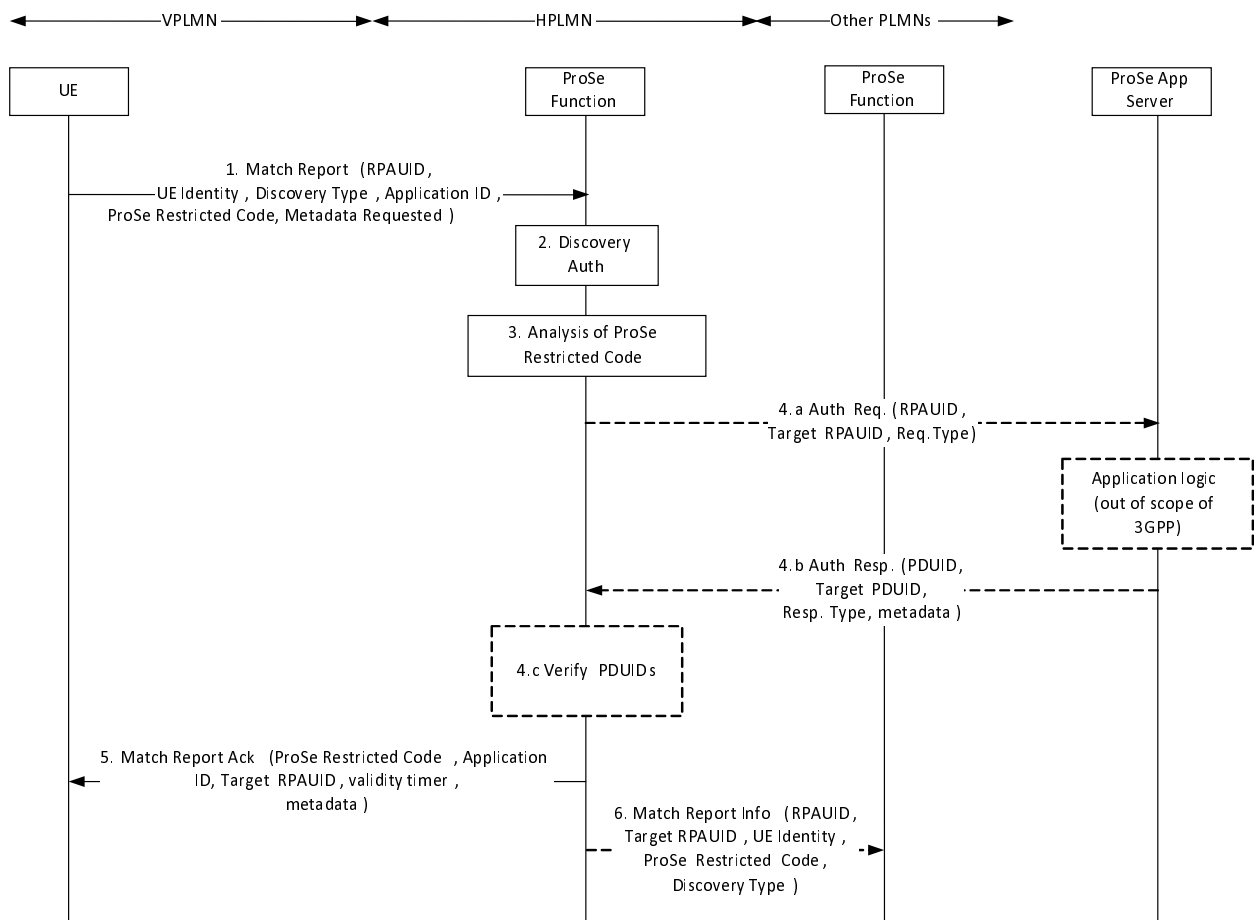 VPLMN
HPLMN
Other PLMNs
UE
ProSe
Function
ProSe
Function
ProSe App
Server
1. Match Report (RPAUID,
UE Identity, Discovery Type, Application ID,
ProSe Restricted Code, Metadata Requested)
2. Discovery
Auth
3. Analysis of ProSe
Restricted Code
4.a Auth Req. (RPAUID,
Target RPAUID, Req.Type)
Application logic
(out of scope of
3GPP)
4.b Auth Resp. (PDUID,
Target PDUID,
Resp. Type, metadata)
4.c Verify PDUIDs
5. Match Report Ack (ProSe Restricted Code, Application
ID, Target RPAUID, validity timer,
metadata)
6. Match Report Info (RPAUID,
Target RPAUID, UE Identity,
ProSe Restricted Code,
Discovery Type)